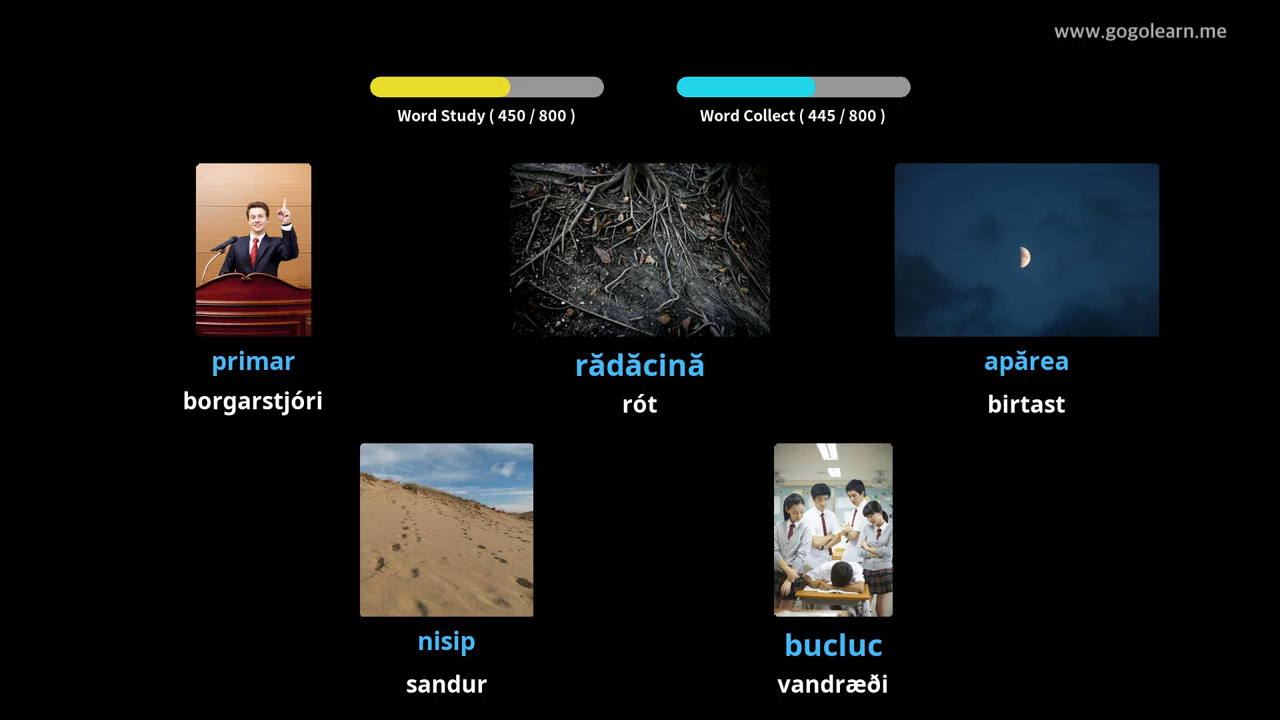 www.gogolearn.me
Word Study ( 450 / 800 )
Word Collect ( 445 / 800 )
primar
borgarstjóri
rădăcină
rót
apărea
birtast
nisip
sandur
bucluc
vandræði